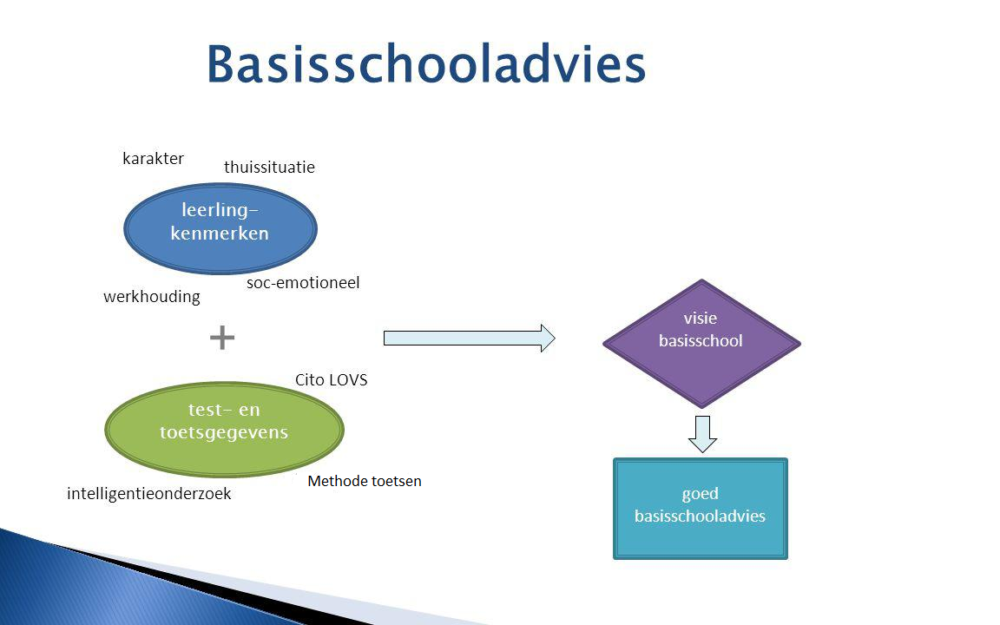 Basisschooladvies
karakter
thuissituatie
leerling-
kenmerken
soc-emotioneel
werkhouding
+
Cito LOVS
test- en
toetsgegevens
Methode toetsen
intelligentieonderzoek
visie
basisschool
goed
basisschooladvies